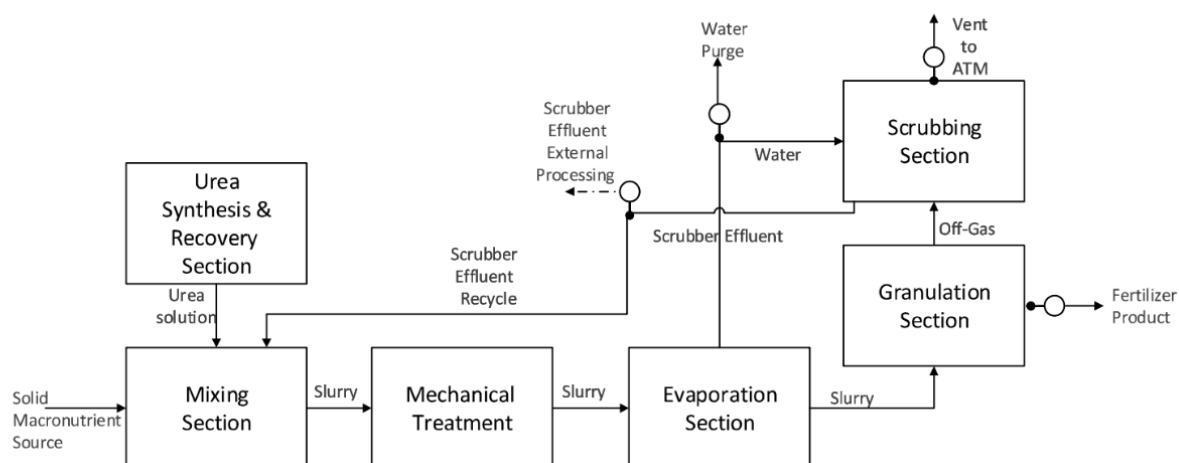 Vent
to
ATM
Water
Purge
Scrubbing
Section
Scrubber
Effluent
External
Processing
Water
Urea
Synthesis &
Recovery
Section
Scrubber Effluent
Off-Gas
Scrubber
Effluent
Recycle
Urea
solution
Granulation
Section
Fertilizer
Product
Solid
Macronutrient
Source
Mixing
Section
Slurry
Mechanical
Treatment
Slurry
Evaporation
Section
Slurry